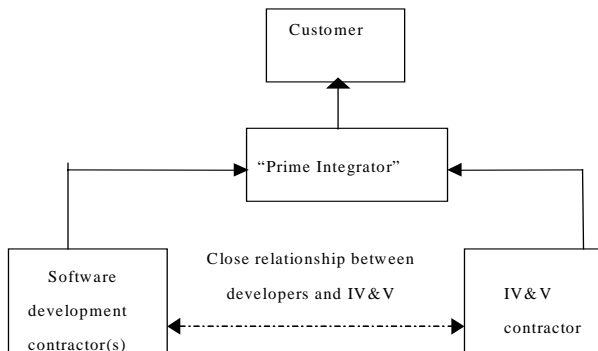 Customer
“Prime Integrator”
Close relationship between
developers and IV&V
Software
development
contractor(s)
IV&V
contractor